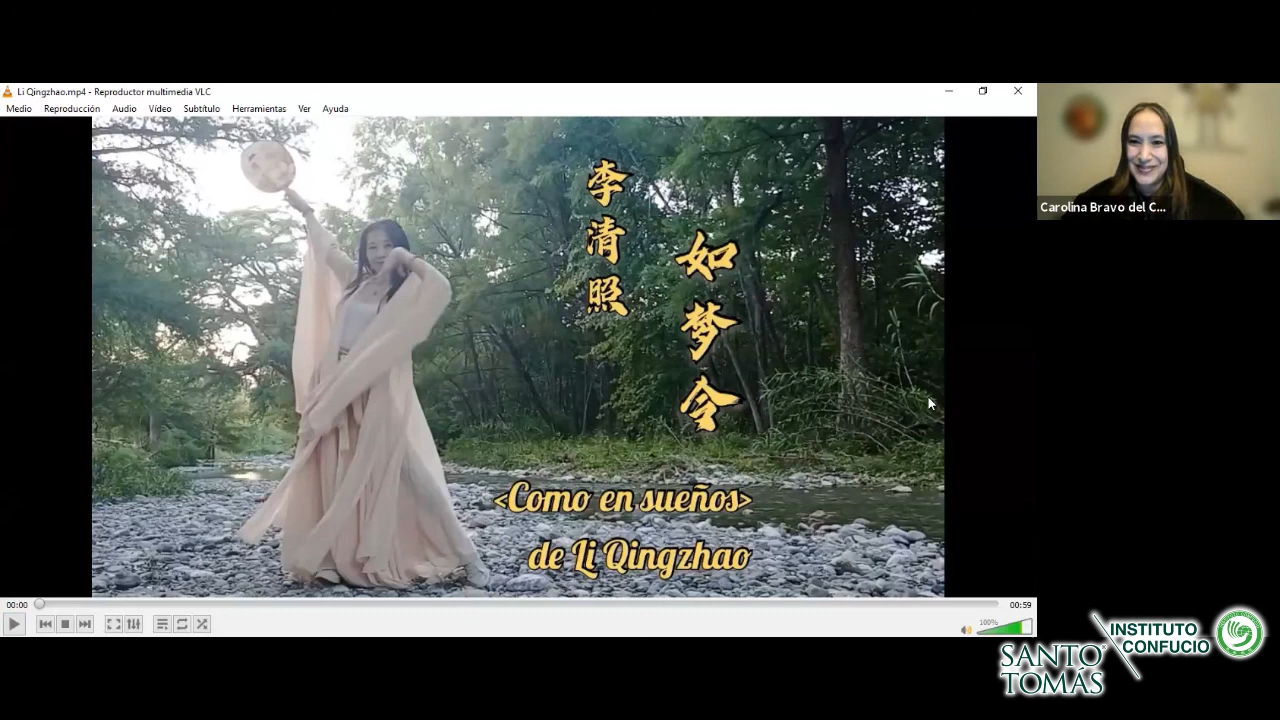 Li Qingzhao.mp4 - Reproductor multimedia VLC
Medio Reproducción Audio Vídeo Subtítulo Herramientas Ver Ayuda
如梦令
李清照
<Como en sueños>
de Li Qingzhao
Carolina Bravo del C...
00:00
00:59
100%
SANTO TOMÁS
INSTITUTO
CONFUCIO